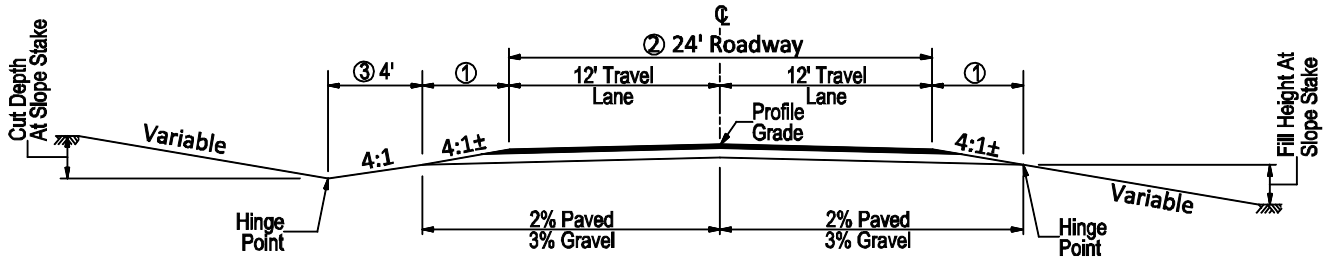 ℄
② 24' Roadway
③ 4'
①
12' Travel
Lane
12' Travel
Lane
①
Cut Depth
At Slope Stake
Variable
4:1
4:1±
Profile
Grade
4:1±
Fill Height At
Slope Stake
Variable
Hinge
Point
2% Paved
3% Gravel
2% Paved
3% Gravel
Hinge
Point